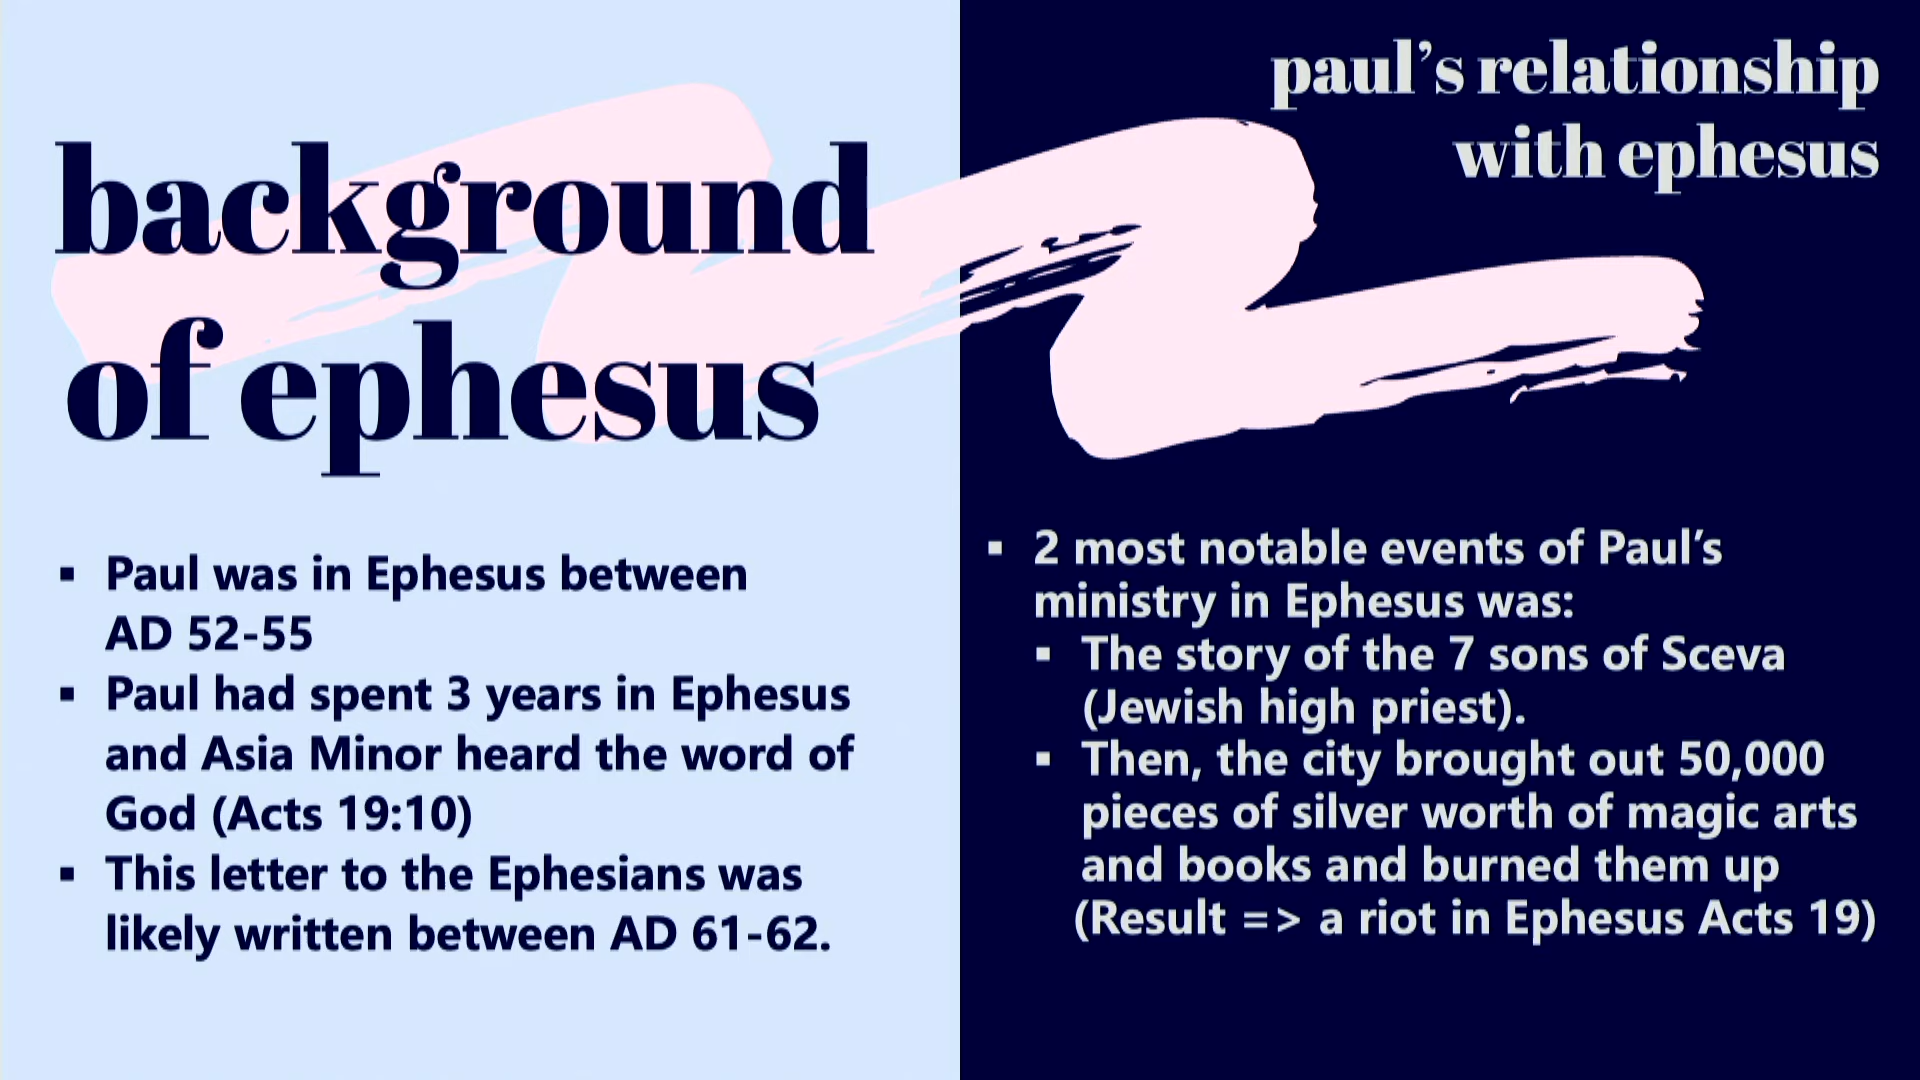 background
of ephesus
▪ Paul was in Ephesus between
AD 52-55
▪ Paul had spent 3 years in Ephesus
and Asia Minor heard the word of
God (Acts 19:10)
▪ This letter to the Ephesians was
likely written between AD 61-62.
paul’s relationship
with ephesus
▪ 2 most notable events of Paul’s
ministry in Ephesus was:
▪ The story of the 7 sons of Sceva
(Jewish high priest).
▪ Then, the city brought out 50,000
pieces of silver worth of magic arts
and books and burned them up
(Result => a riot in Ephesus Acts 19)